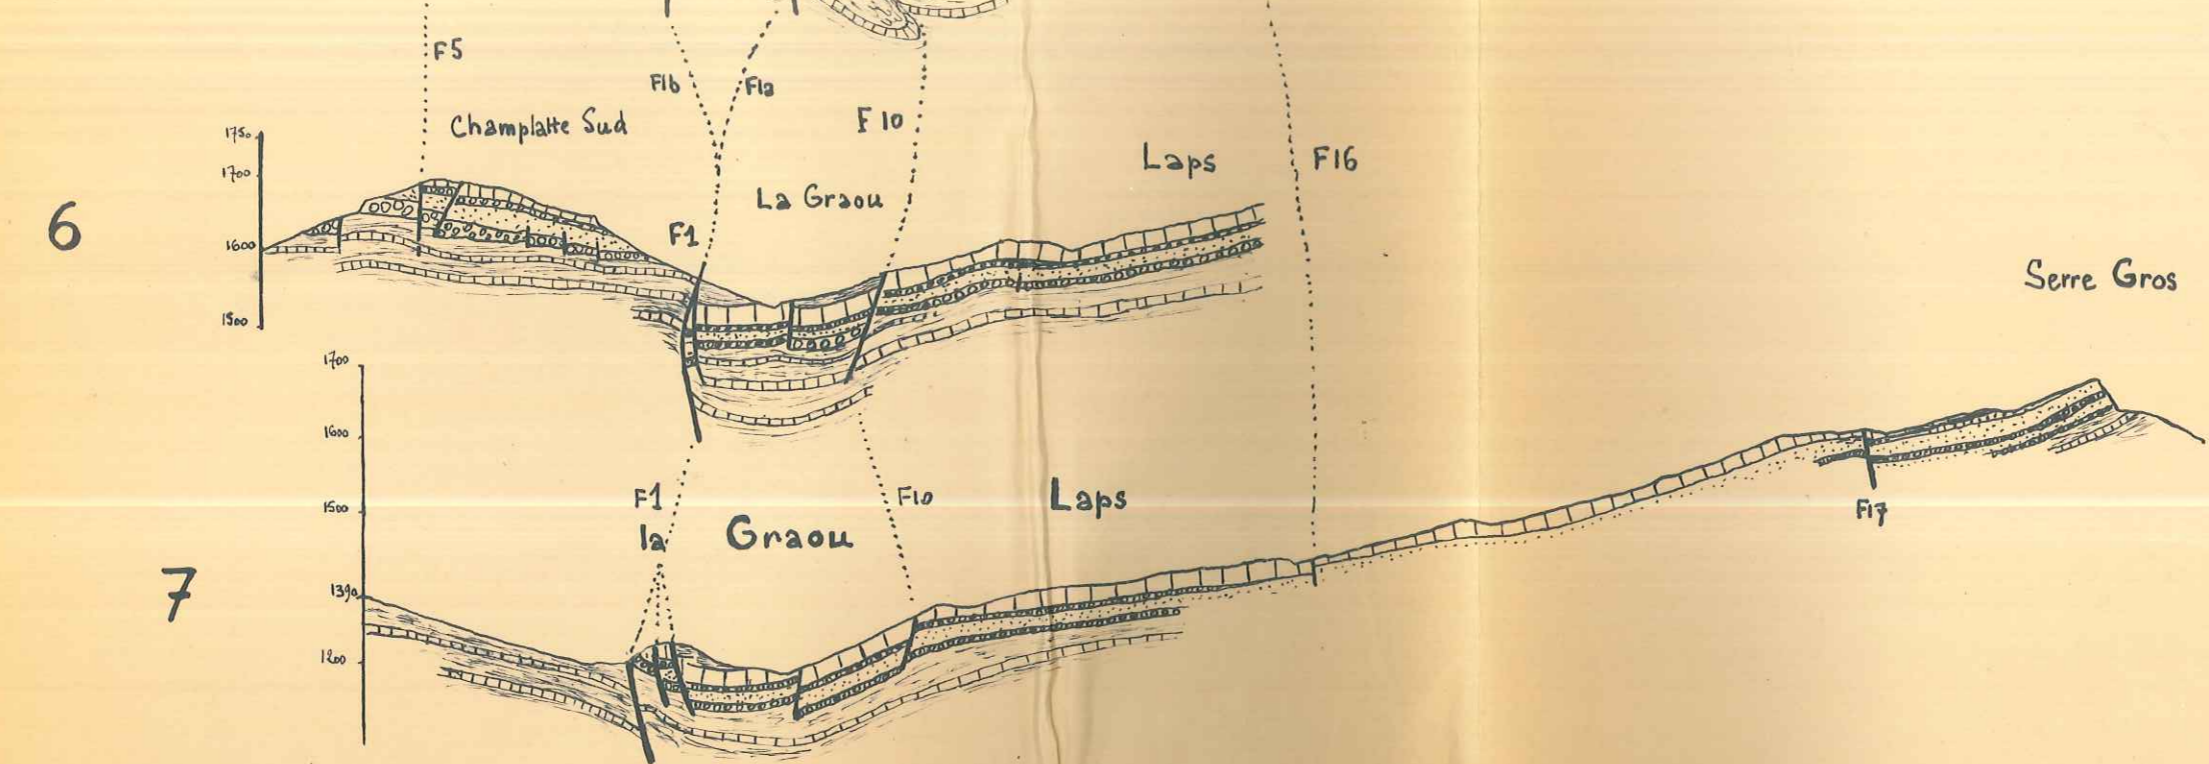 F5
F1b
F1a
Champlatte Sud
F10
1750
1700
Laps
F16
6
La Graou
F1
1600
Serre Gros
1500
1700
1600
F1
F10
Laps
1500
F17
la Graou
7
1390
1200